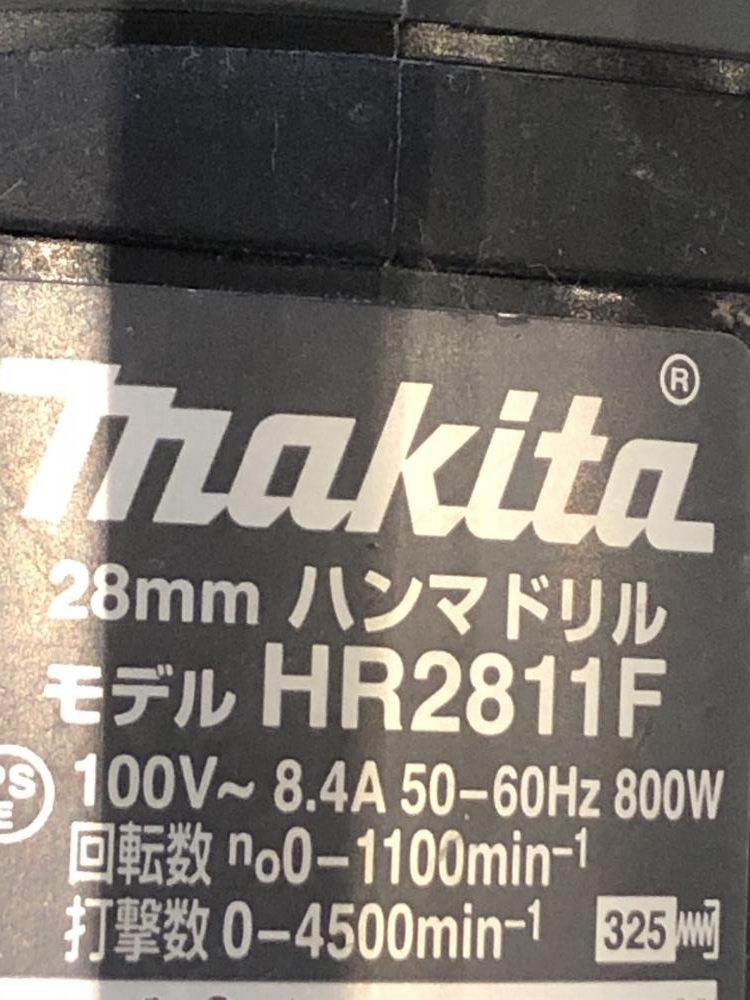 makita®
28mm ハンマドリル
モデル HR2811F
PS
E
100V~ 8.4A 50-60Hz 800W
回転数 n₀0-1100min⁻¹
打撃数 0-4500min⁻¹ 325